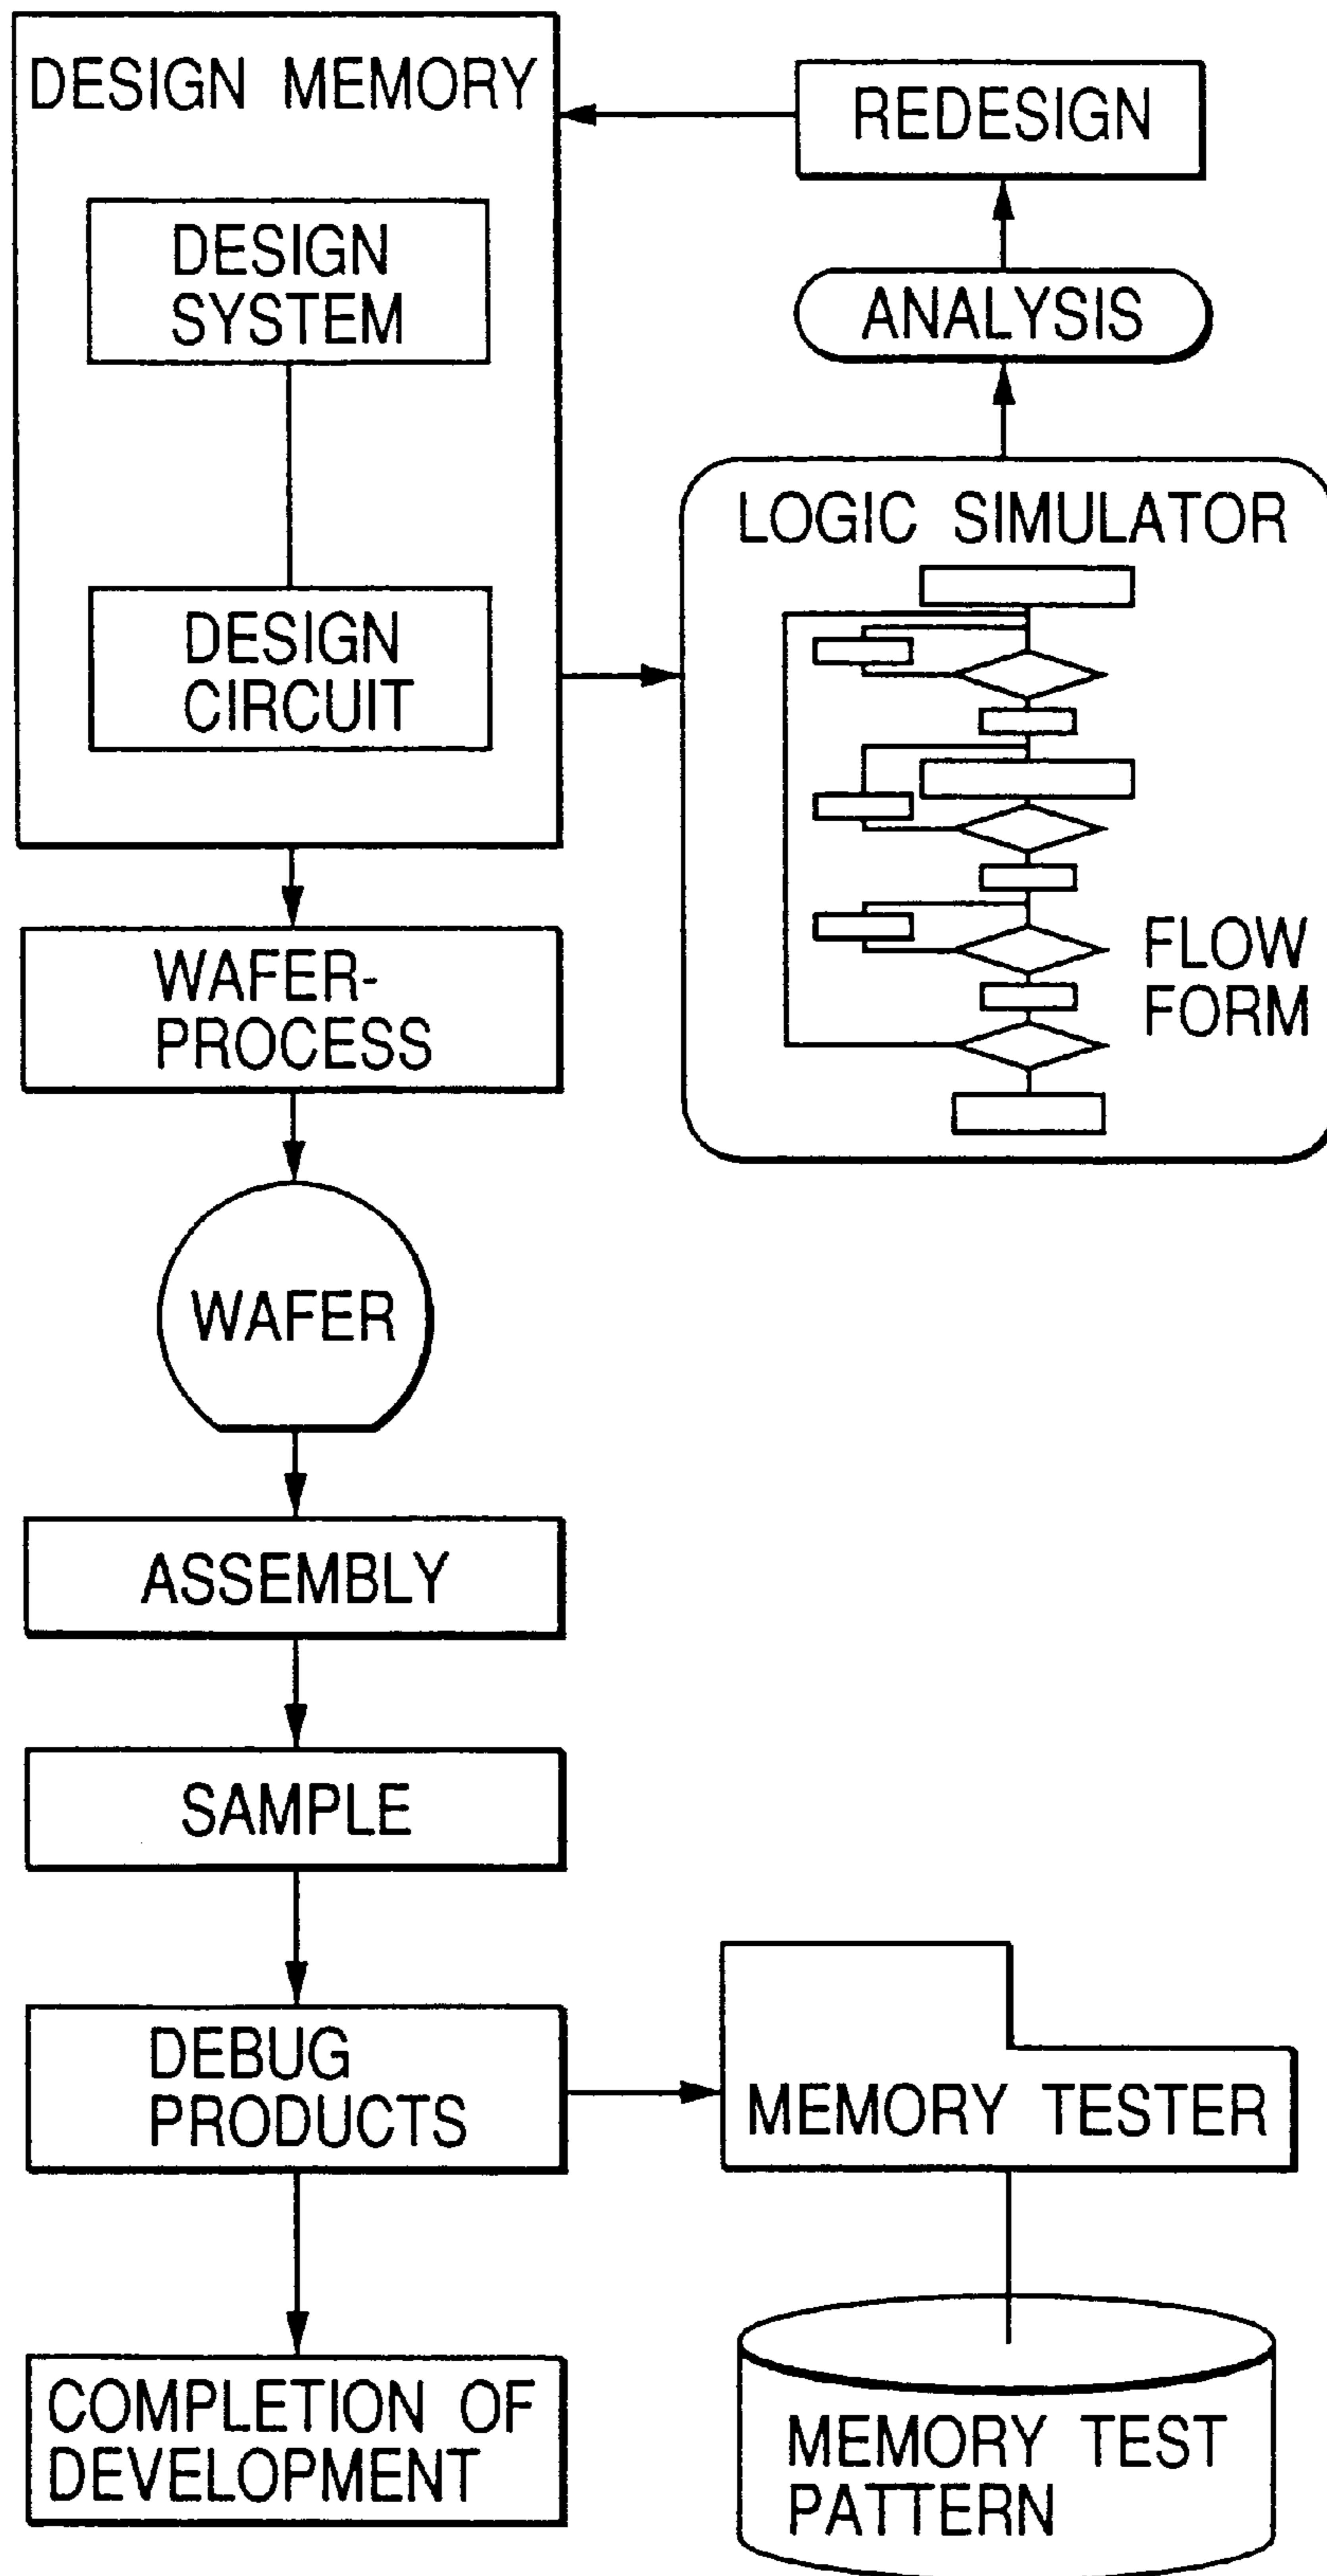 DESIGN MEMORY
DESIGN
SYSTEM
DESIGN
CIRCUIT
REDESIGN
ANALYSIS
LOGIC SIMULATOR
FLOW
FORM
WAFER-
PROCESS
WAFER
ASSEMBLY
SAMPLE
DEBUG
PRODUCTS
MEMORY TESTER
COMPLETION OF
DEVELOPMENT
MEMORY TEST
PATTERN